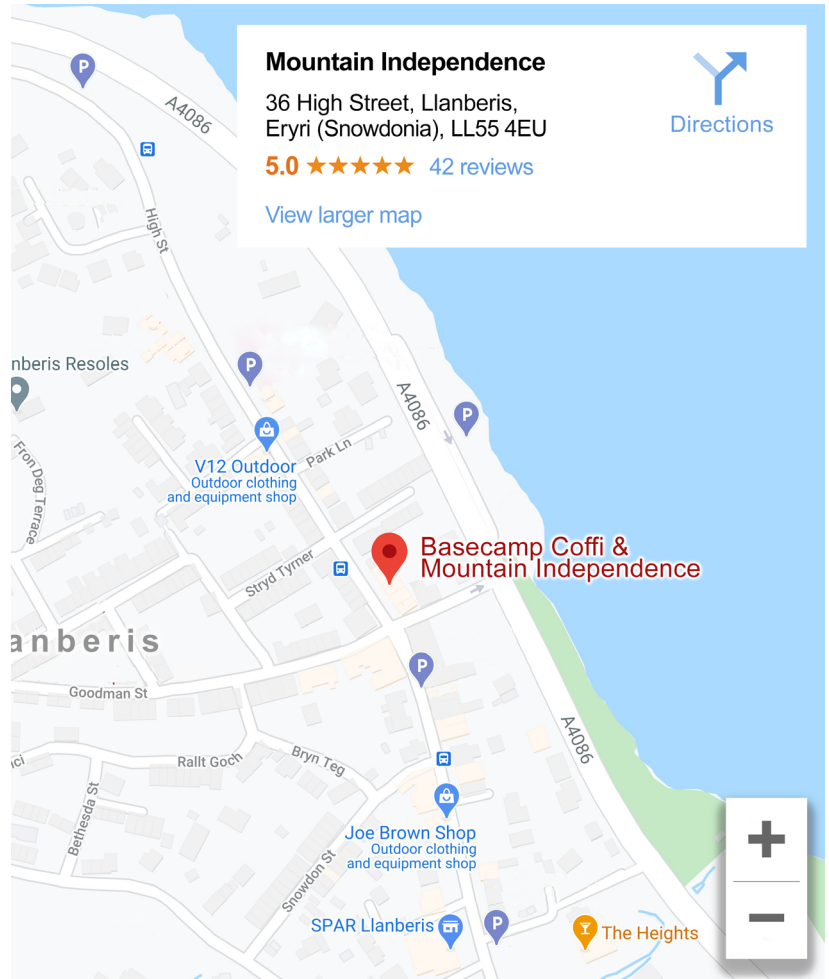 Mountain Independence
36 High Street, Llanberis,
Eryri (Snowdonia), LL55 4EU
5.0 ★★★★★ 42 reviews
View larger map
Directions
P
A4086
High St
nberis Resoles
P
A4086
P
V12 Outdoor
Outdoor clothing
and equipment shop
Park Ln
Fron Deg Terrace
Basecamp Coffi &
Mountain Independence
Stryd Tyrner
anberis
P
Goodman St
A4086
ci
Rallt Goch
Bryn Teg
Bethesda St
Joe Brown Shop
Outdoor clothing
and equipment shop
Snowdon St
SPAR Llanberis
P
The Heights
+
−